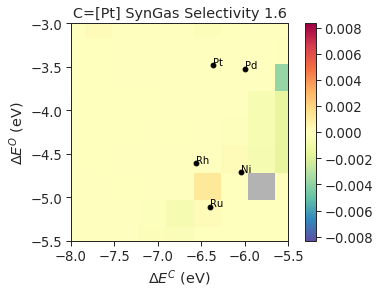 C=[Pt] SynGas Selectivity 1.6
−3.0
−3.5
−4.0
−4.5
−5.0
−5.5
ΔE^O (eV)
Pt
Pd
Rh
Ni
Ru
−8.0 −7.5 −7.0 −6.5 −6.0 −5.5
ΔE^C (eV)
0.008
0.006
0.004
0.002
0.000
−0.002
−0.004
−0.006
−0.008